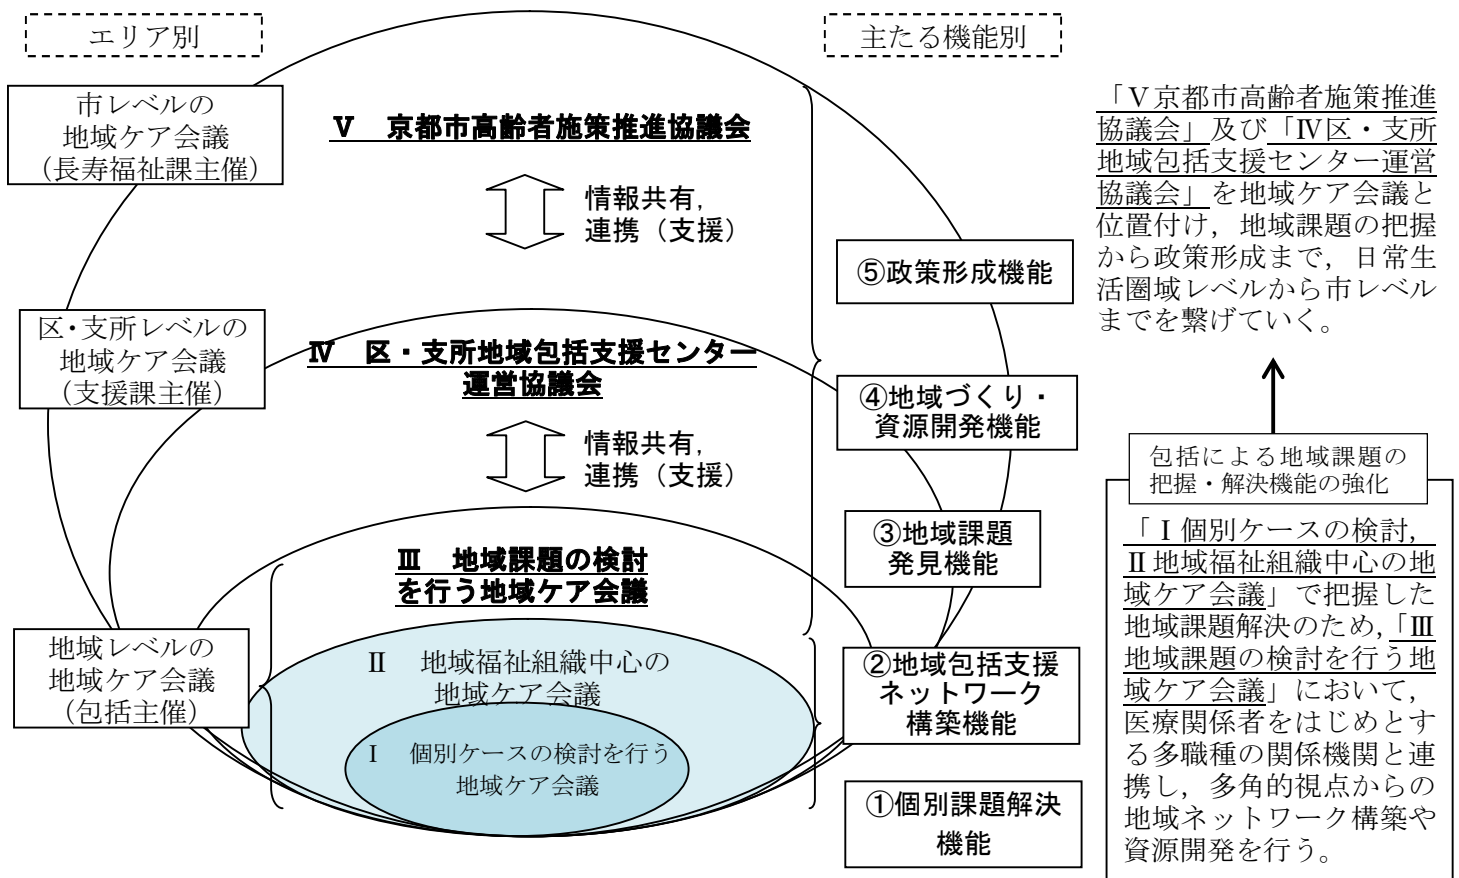 エリア別
主たる機能別
市レベルの
地域ケア会議
(長寿福祉課主催)
区・支所レベルの
地域ケア会議
(支援課主催)
地域レベルの
地域ケア会議
(包括主催)
Ⅴ 京都市高齢者施策推進協議会
情報共有,
連携（支援）
Ⅳ 区・支所地域包括支援センター
運営協議会
情報共有,
連携（支援）
Ⅲ 地域課題の検討
を行う地域ケア会議
Ⅱ 地域福祉組織中心の
地域ケア会議
Ⅰ 個別ケースの検討を行う
地域ケア会議
⑤政策形成機能
④地域づくり・
資源開発機能
③地域課題
発見機能
②地域包括支援
ネットワーク
構築機能
①個別課題解決
機能
「Ⅴ京都市高齢者施策推進
協議会」及び「Ⅳ区・支所
地域包括支援センター運営
協議会」を地域ケア会議と
位置付け，地域課題の把握
から政策形成まで，日常生
活圏域レベルから市レベル
までを繋げていく。
包括による地域課題の
把握・解決機能の強化
「Ⅰ個別ケースの検討,
Ⅱ地域福祉組織中心の地
域ケア会議」で把握した
地域課題解決のため,「Ⅲ
地域課題の検討を行う地
域ケア会議」において，
医療関係者をはじめとす
る多職種の関係機関と連
携し，多角的視点からの
地域ネットワーク構築や
資源開発を行う。